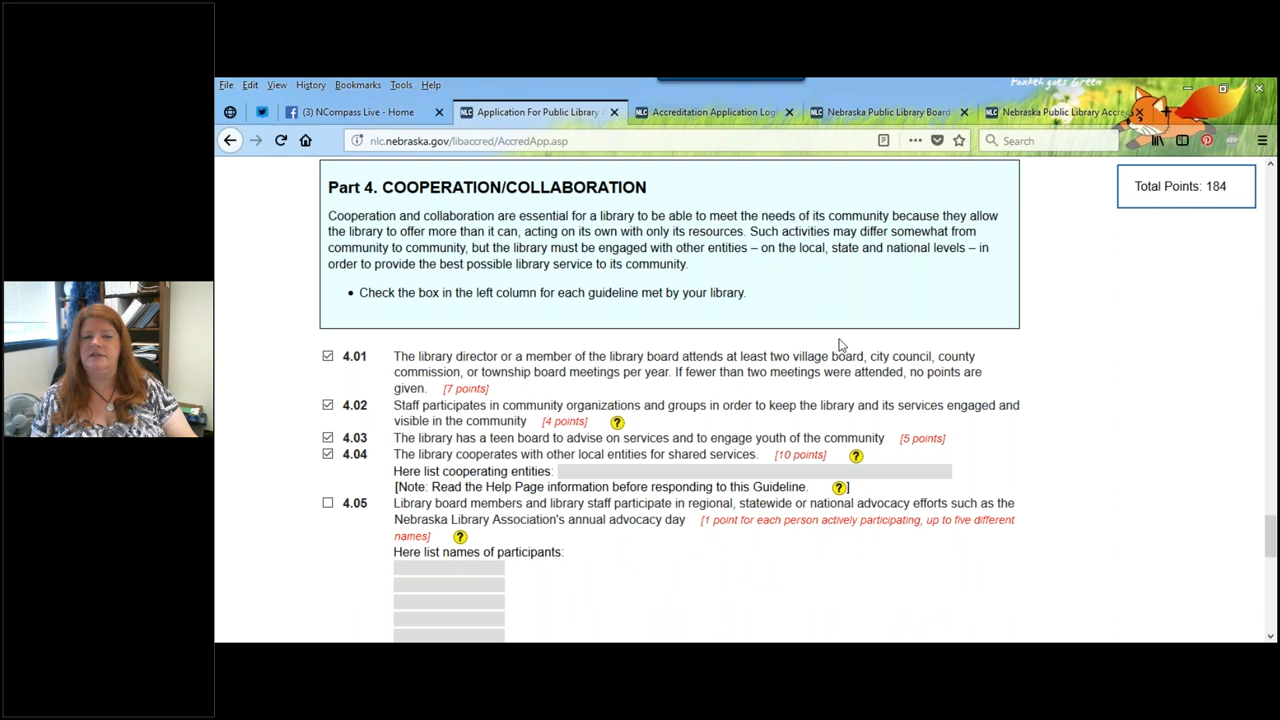 Foxkeh goes Green
File Edit View History Bookmarks Tools Help
(3) NCompass Live - Home
Application For Public Library
Accreditation Application Log
Nebraska Public Library Board
Nebraska Public Library Accre
nlc.nebraska.gov/libaccred/AccredApp.asp
Search
Part 4. COOPERATION/COLLABORATION
Total Points: 184
Cooperation and collaboration are essential for a library to be able to meet the needs of its community because they allow
the library to offer more than it can, acting on its own with only its resources. Such activities may differ somewhat from
community to community, but the library must be engaged with other entities – on the local, state and national levels – in
order to provide the best possible library service to its community.
• Check the box in the left column for each guideline met by your library.
4.01 The library director or a member of the library board attends at least two village board, city council, county
commission, or township board meetings per year. If fewer than two meetings were attended, no points are
given. [7 points]
4.02 Staff participates in community organizations and groups in order to keep the library and its services engaged and
visible in the community [4 points] ?
4.03 The library has a teen board to advise on services and to engage youth of the community [5 points]
4.04 The library cooperates with other local entities for shared services. [10 points] ?
Here list cooperating entities:
[Note: Read the Help Page information before responding to this Guideline. ?]
4.05 Library board members and library staff participate in regional, statewide or national advocacy efforts such as the
Nebraska Library Association's annual advocacy day [1 point for each person actively participating, up to five different
names] ?
Here list names of participants: